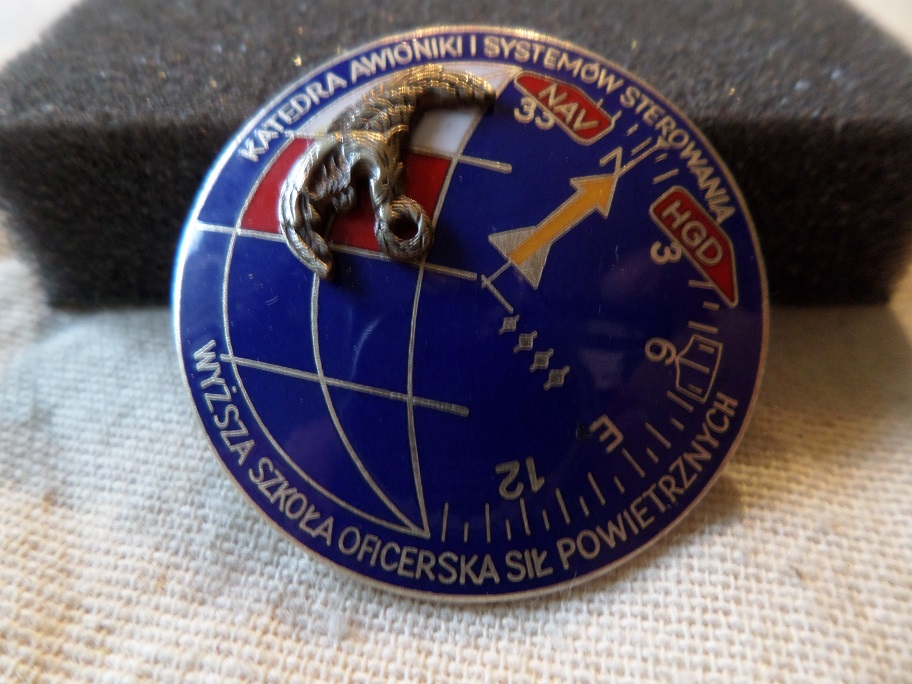 KATEDRA AWIONIKI I SYSTEMÓW STEROWANIA
NAV
33
HGD
3
6
E
12
WYŻSZA SZKOŁA OFICERSKA SIŁ POWIETRZNYCH